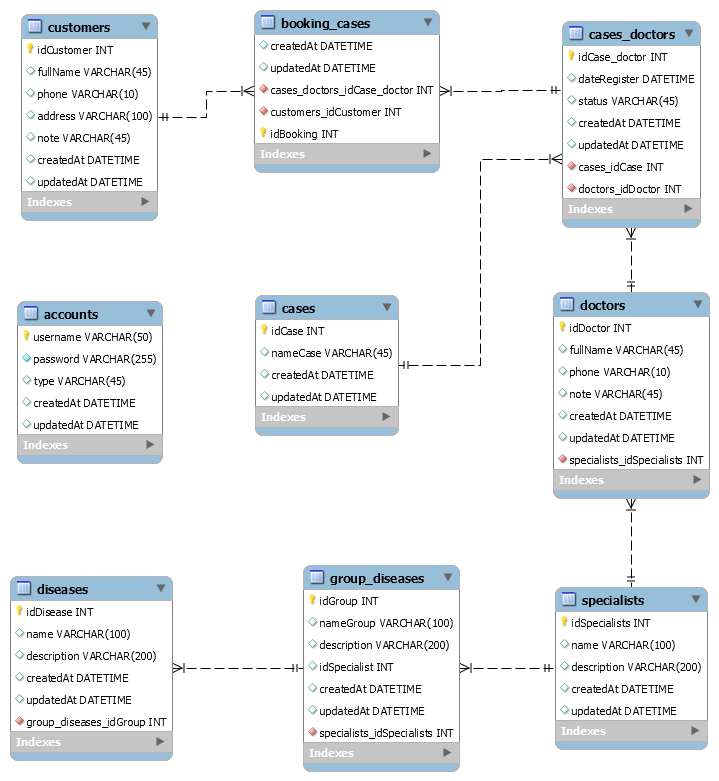 customers
idCustomer INT
fullName VARCHAR(45)
phone VARCHAR(10)
address VARCHAR(100)
note VARCHAR(45)
createdAt DATETIME
updatedAt DATETIME
Indexes
booking_cases
createdAt DATETIME
updatedAt DATETIME
cases_doctors_idCase_doctor INT
customers_idCustomer INT
idBooking INT
Indexes
cases_doctors
idCase_doctor INT
dateRegister DATETIME
status VARCHAR(45)
createdAt DATETIME
updatedAt DATETIME
cases_idCase INT
doctors_idDoctor INT
Indexes
accounts
username VARCHAR(50)
password VARCHAR(255)
type VARCHAR(45)
createdAt DATETIME
updatedAt DATETIME
Indexes
cases
idCase INT
nameCase VARCHAR(45)
createdAt DATETIME
updatedAt DATETIME
Indexes
doctors
idDoctor INT
fullName VARCHAR(45)
phone VARCHAR(10)
note VARCHAR(45)
createdAt DATETIME
updatedAt DATETIME
specialists_idSpecialists INT
Indexes
diseases
idDisease INT
name VARCHAR(100)
description VARCHAR(200)
createdAt DATETIME
updatedAt DATETIME
group_diseases_idGroup INT
Indexes
group_diseases
idGroup INT
nameGroup VARCHAR(100)
description VARCHAR(200)
idSpecialist INT
createdAt DATETIME
updatedAt DATETIME
specialists_idSpecialists INT
Indexes
specialists
idSpecialists INT
name VARCHAR(100)
description VARCHAR(200)
createdAt DATETIME
updatedAt DATETIME
Indexes